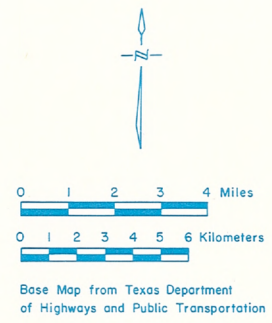 N
0 1 2 3 4 Miles
0 1 2 3 4 5 6 Kilometers
Base Map from Texas Department
of Highways and Public Transportation